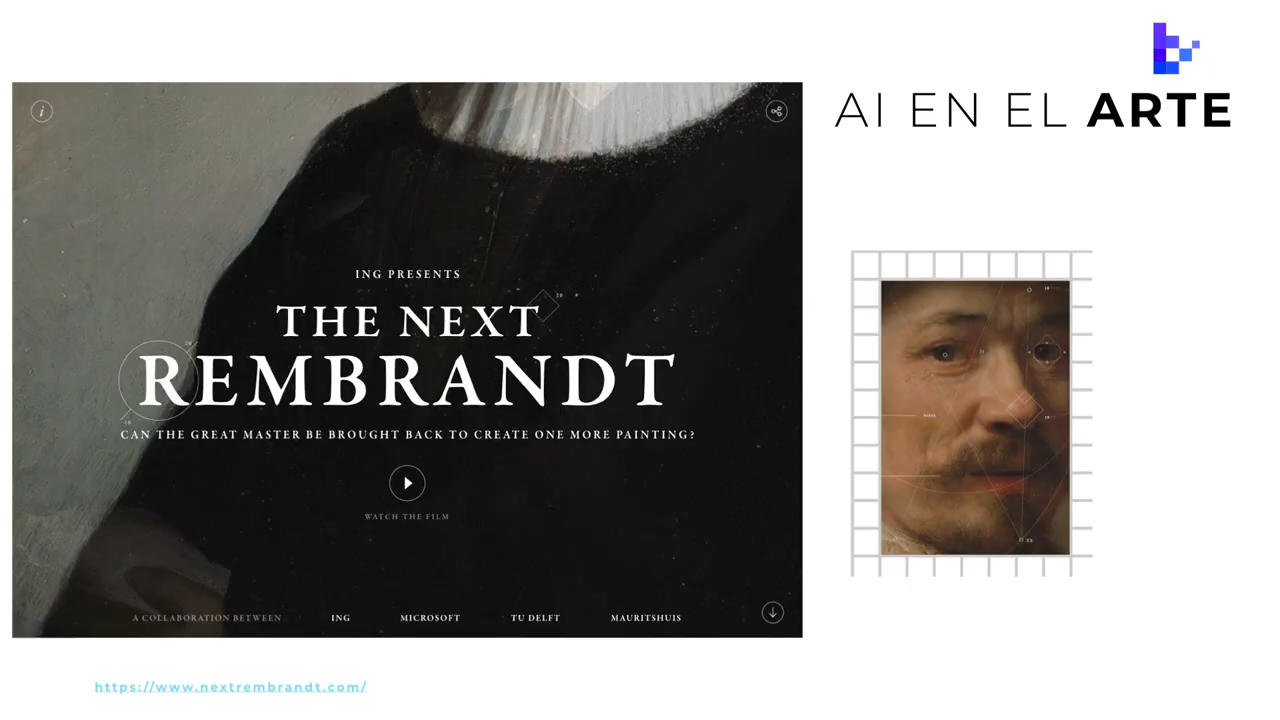 AI EN EL ARTE
ING PRESENTS
THE NEXT
REMBRANDT
CAN THE GREAT MASTER BE BROUGHT BACK TO CREATE ONE MORE PAINTING?
WATCH THE FILM
A COLLABORATION BETWEEN ING MICROSOFT TU DELFT MAURITSHUIS
https://www.nextrembrandt.com/